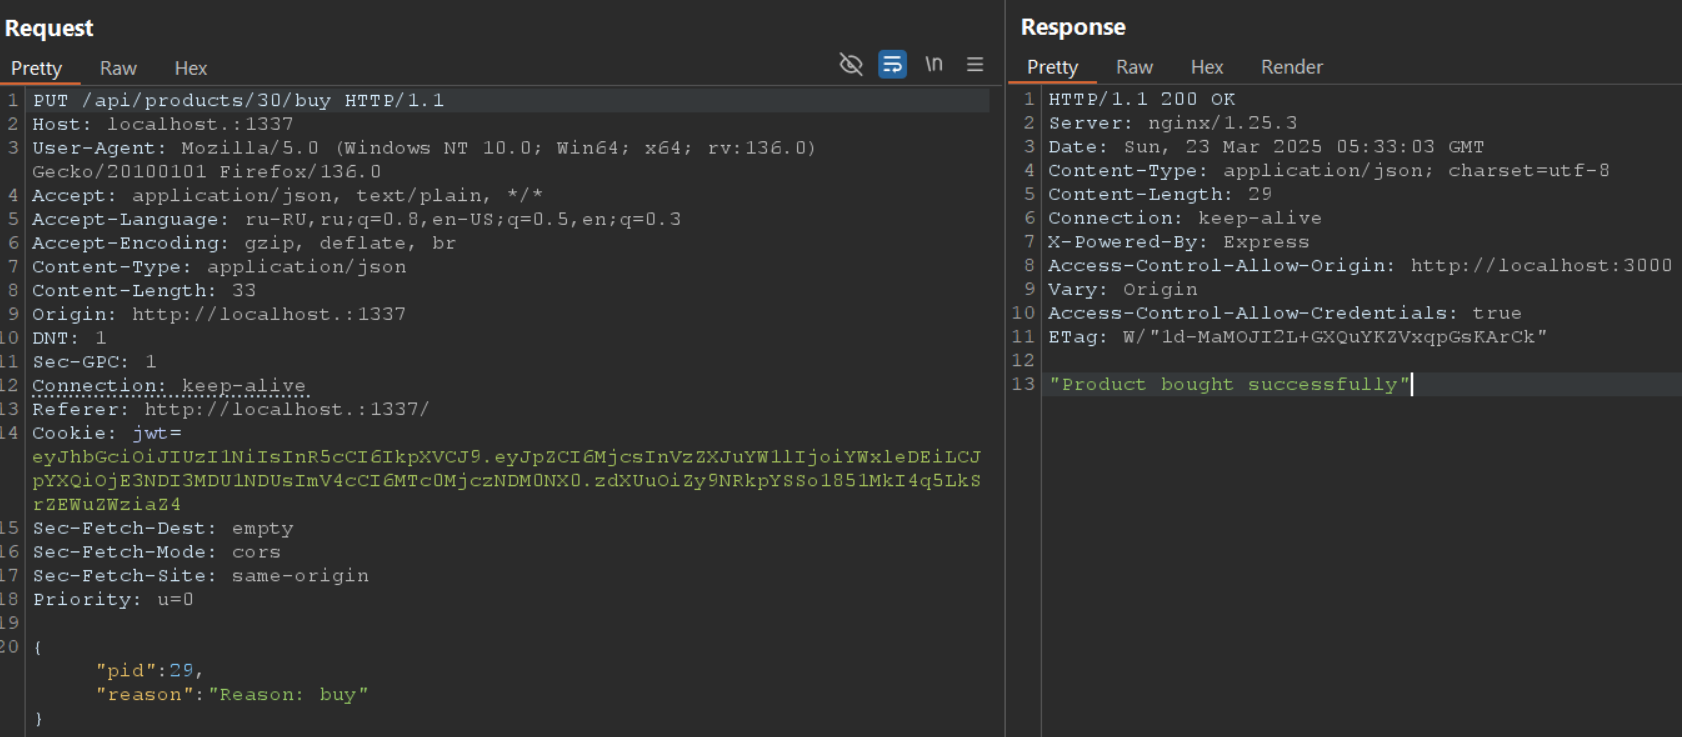 Request
Pretty Raw Hex
\n
1 PUT /api/products/30/buy HTTP/1.1
2 Host: localhost.:1337
3 User-Agent: Mozilla/5.0 (Windows NT 10.0; Win64; x64; rv:136.0)
Gecko/20100101 Firefox/136.0
4 Accept: application/json, text/plain, */*
5 Accept-Language: ru-RU,ru;q=0.8,en-US;q=0.5,en;q=0.3
6 Accept-Encoding: gzip, deflate, br
7 Content-Type: application/json
8 Content-Length: 33
9 Origin: http://localhost.:1337
10 DNT: 1
11 Sec-GPC: 1
12 Connection: keep-alive
13 Referer: http://localhost.:1337/
14 Cookie: jwt=
eyJhbGciOiJIUzI1NiIsInR5cCI6IkpXVCJ9.eyJpZCI6MjcsInVzZXJuYW1lIjoiYWxleDEiLCJ
pYXQiOjE3NDI3MDU1NDUsImV4cCI6MTc0MjczNDM0NX0.zdXUuOiZy9NRkpYSSo1851MkI4q5LkS
rZEWuZWziaZ4
15 Sec-Fetch-Dest: empty
16 Sec-Fetch-Mode: cors
17 Sec-Fetch-Site: same-origin
18 Priority: u=0
19
20 {
"pid":29,
"reason":"Reason: buy"
}
Response
Pretty Raw Hex Render
1 HTTP/1.1 200 OK
2 Server: nginx/1.25.3
3 Date: Sun, 23 Mar 2025 05:33:03 GMT
4 Content-Type: application/json; charset=utf-8
5 Content-Length: 29
6 Connection: keep-alive
7 X-Powered-By: Express
8 Access-Control-Allow-Origin: http://localhost:3000
9 Vary: Origin
10 Access-Control-Allow-Credentials: true
11 ETag: W/"1d-MaMOJI2L+GXQuYKZVxqpGsKArCk"
12
13 "Product bought successfully"